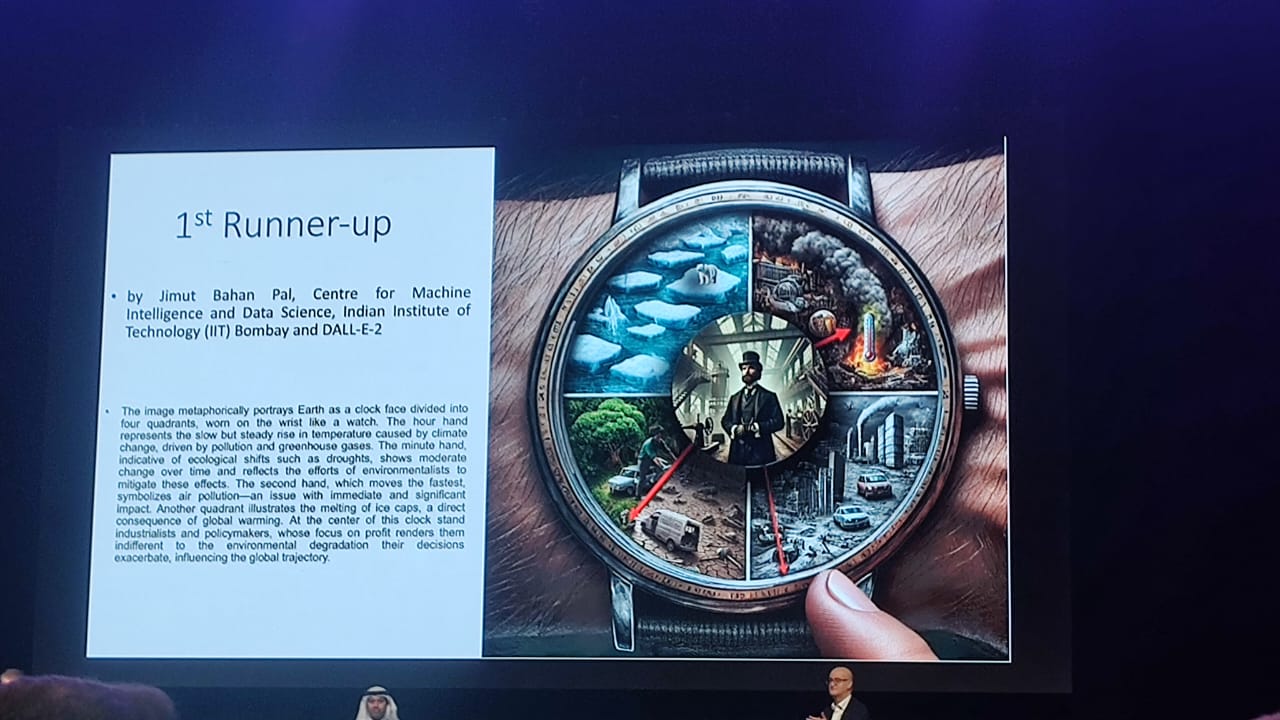 1st Runner-up
• by Jimut Bahan Pal, Centre for Machine
Intelligence and Data Science, Indian Institute of
Technology (IIT) Bombay and DALL-E-2
• The image metaphorically portrays Earth as a clock face divided into
four quadrants, worn on the wrist like a watch. The hour hand
represents the slow but steady rise in temperature caused by climate
change, driven by pollution and greenhouse gases. The minute hand,
indicative of ecological shifts such as droughts, shows moderate
change over time and reflects the efforts of environmentalists to
mitigate these effects. The second hand, which moves the fastest,
symbolizes air pollution—an issue with immediate and significant
impact. Another quadrant illustrates the melting of ice caps, a direct
consequence of global warming. At the center of this clock stand
industrialists and policymakers, whose focus on profit renders them
indifferent to the environmental degradation their decisions
exacerbate, influencing the global trajectory.